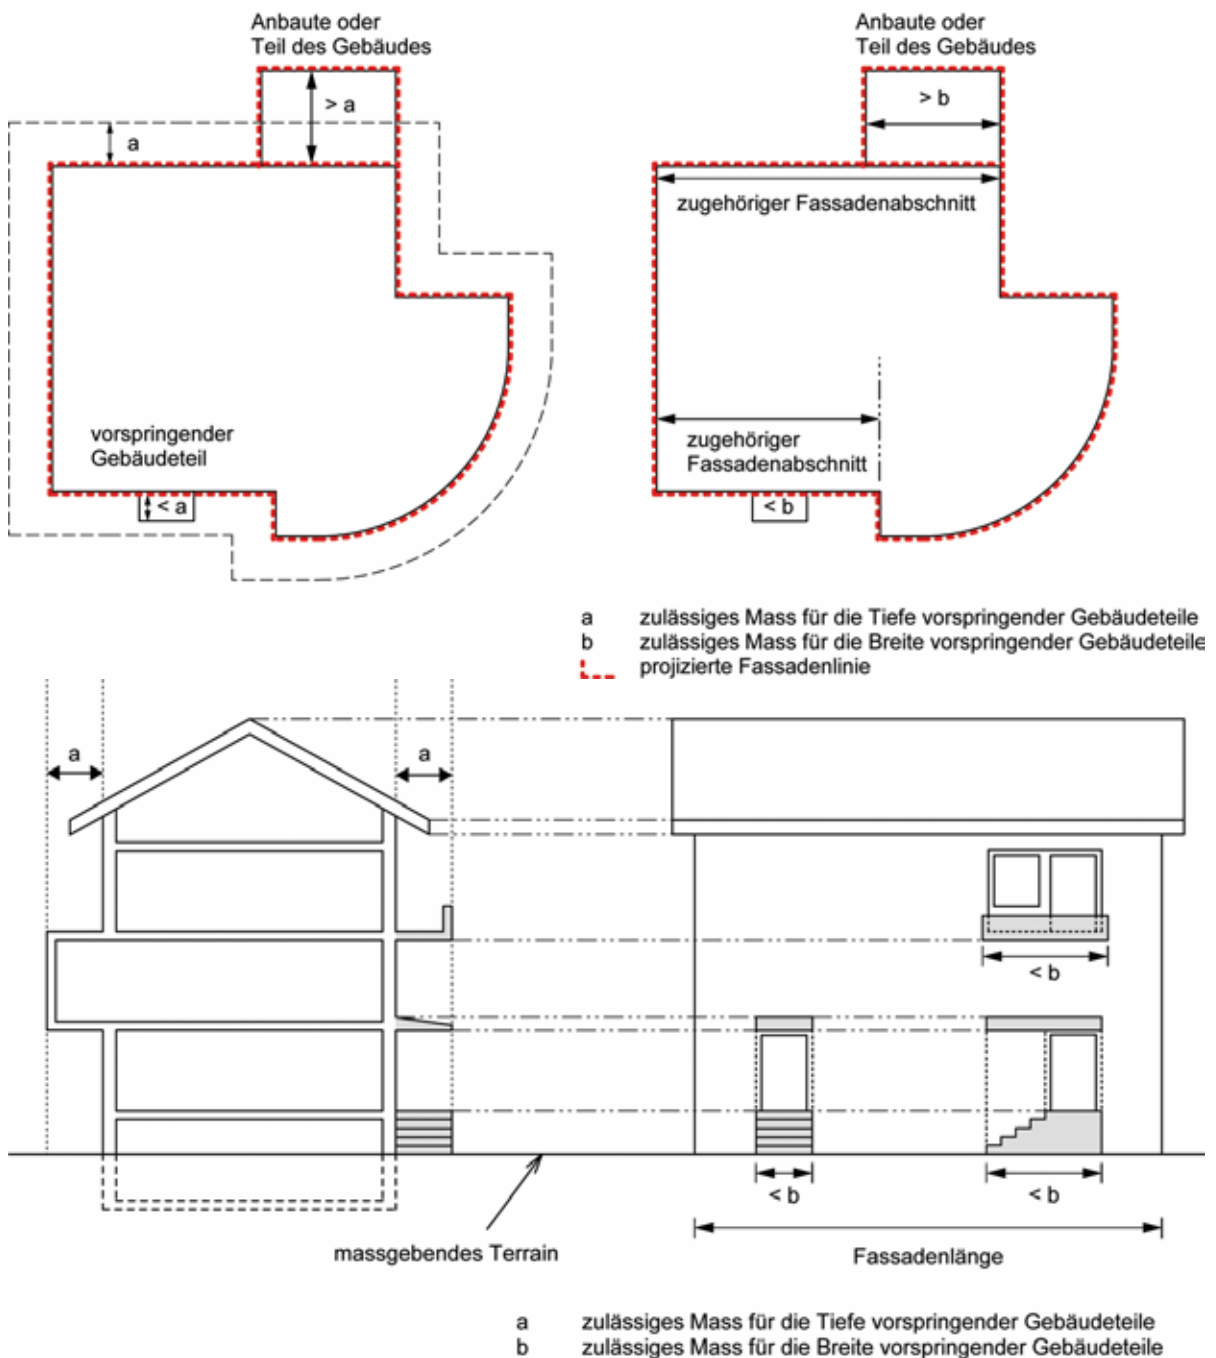 Anbaute oder
Teil des Gebäudes
> a
a
vorspringender
Gebäudeteil
< a
Anbaute oder
Teil des Gebäudes
> b
zugehöriger Fassadenabschnitt
zugehöriger
Fassadenabschnitt
< b
a zulässiges Mass für die Tiefe vorspringender Gebäudeteile
b zulässiges Mass für die Breite vorspringender Gebäudeteile
projizierte Fassadenlinie
a
a
< b
< b
< b
massgebendes Terrain
Fassadenlänge
a zulässiges Mass für die Tiefe vorspringender Gebäudeteile
b zulässiges Mass für die Breite vorspringender Gebäudeteile